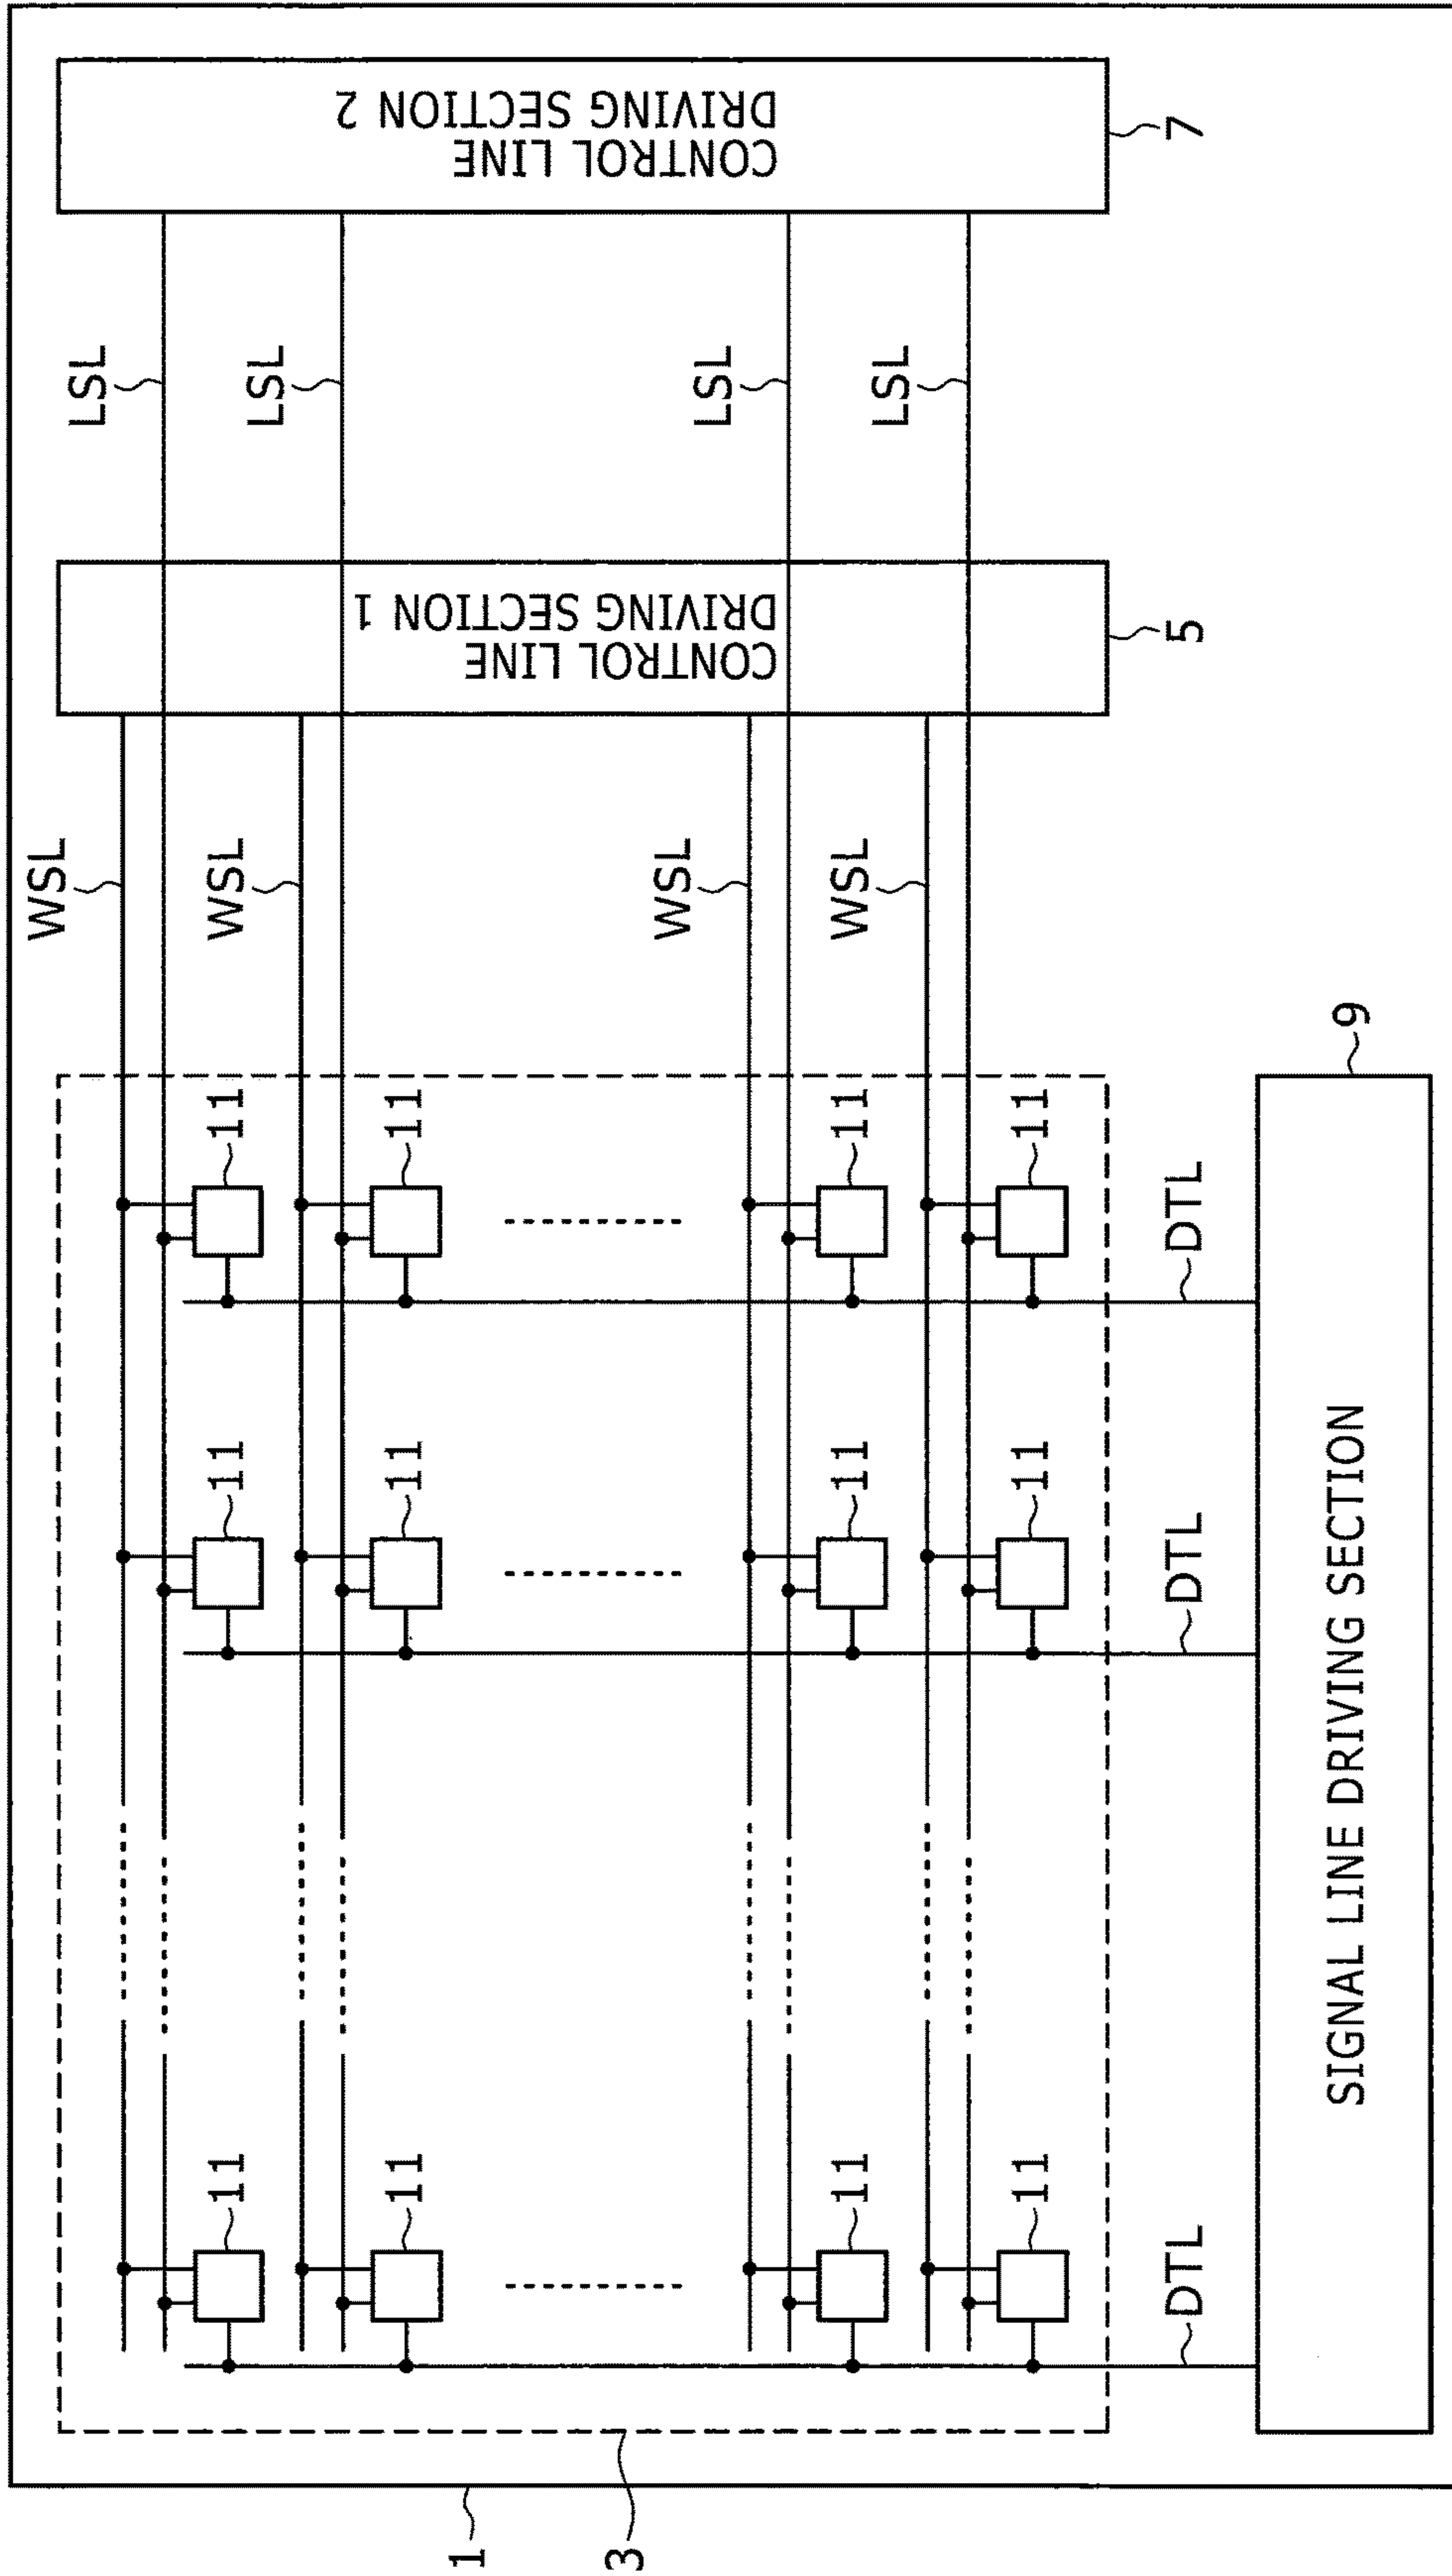 WSL
LSL
11
11
11
WSL
LSL
11
11
11
1
3
CONTROL LINE
DRIVING SECTION 1
CONTROL LINE
DRIVING SECTION 2
WSL
LSL
11
11
11
WSL
LSL
11
11
11
DTL
DTL
DTL
5
7
9
SIGNAL LINE DRIVING SECTION